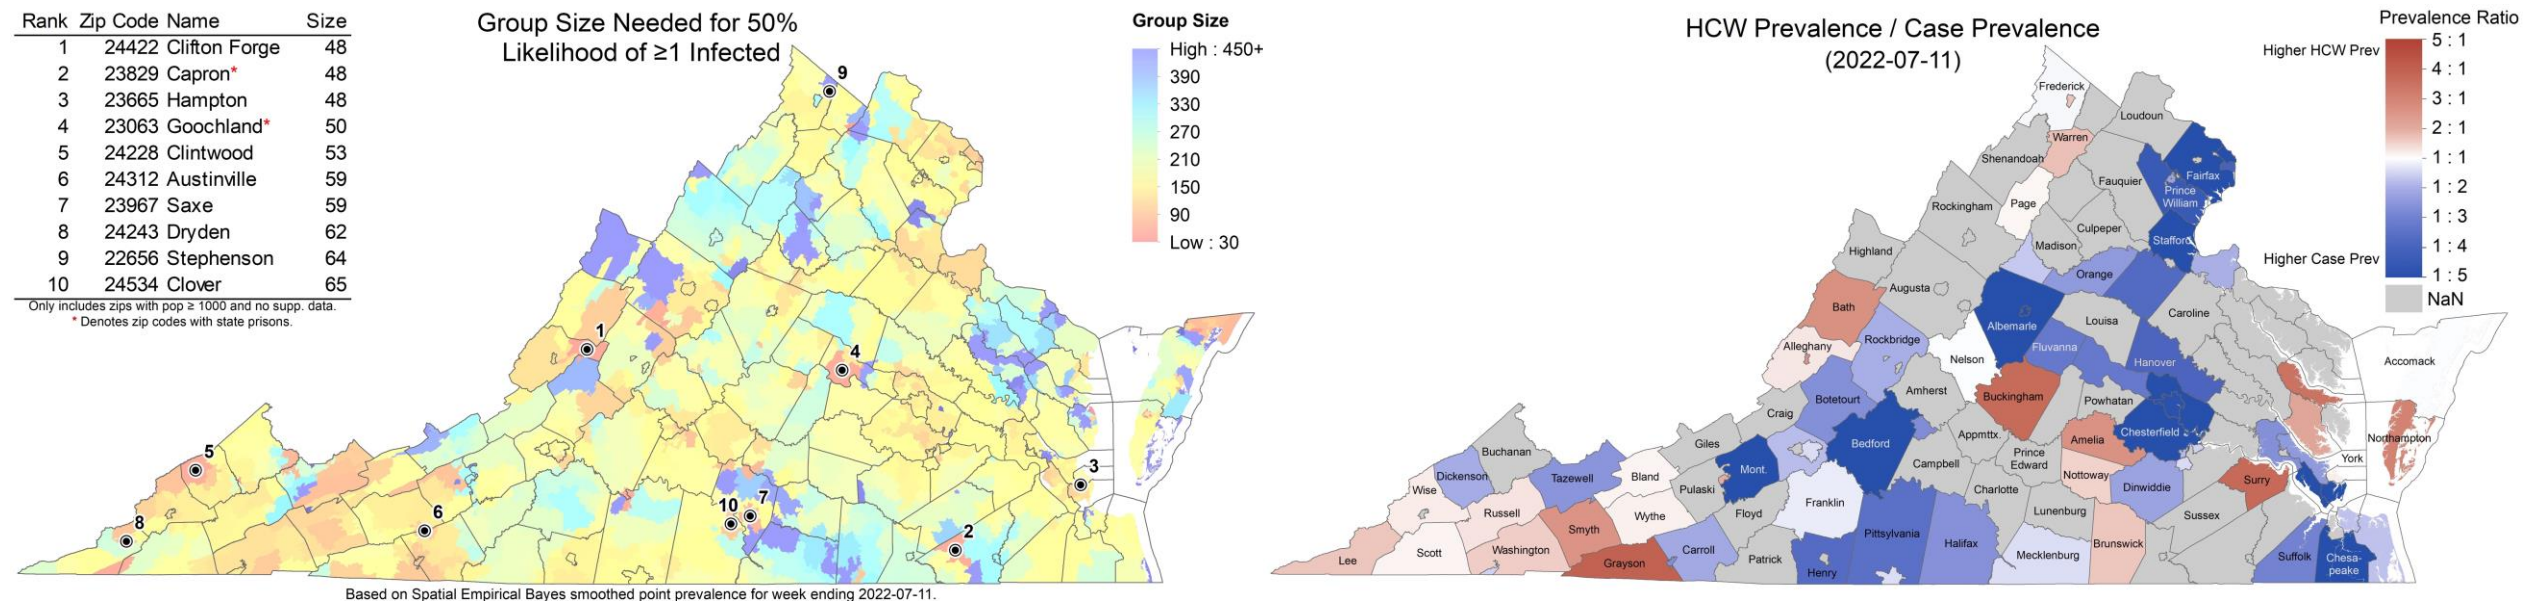 Rank Zip Code Name Size
1 24422 Clifton Forge 48
2 23829 Capron* 48
3 23665 Hampton 48
4 23063 Goochland* 50
5 24228 Clintwood 53
6 24312 Austinville 59
7 23967 Saxe 59
8 24243 Dryden 62
9 22656 Stephenson 64
10 24534 Clover 65
Only includes zips with pop ≥ 1000 and no supp. data.
* Denotes zip codes with state prisons.
Group Size Needed for 50%
Likelihood of ≥1 Infected
Group Size
High : 450+
390
330
270
210
150
90
Low : 30
9
1
4
5
3
7
10
6
8
2
Based on Spatial Empirical Bayes smoothed point prevalence for week ending 2022-07-11.
HCW Prevalence / Case Prevalence
(2022-07-11)
Prevalence Ratio
Higher HCW Prev
5 : 1
4 : 1
3 : 1
2 : 1
1 : 1
1 : 2
1 : 3
1 : 4
Higher Case Prev
1 : 5
NaN
Frederick
Loudoun
Warren
Shenandoah
Fairfax
Fauquier
Prince
William
Page
Rockingham
Culpeper
Stafford
Madison
Highland
Orange
Augusta
Bath
Caroline
Louisa
Albemarle
Rockbridge
Alleghany
Fluvanna
Nelson
Hanover
Accomack
Amherst
Buckingham
Botetourt
Powhatan
Craig
Chesterfield
Appmttx.
Amelia
Northampton
Giles
Bedford
Buchanan
Prince
Edward
York
Campbell
Mont.
Dickenson
Tazewell
Bland
Nottoway
Surry
Wise
Pulaski
Charlotte
Dinwiddie
Franklin
Russell
Wythe
Floyd
Lunenburg
Sussex
Smyth
Pittsylvania
Halifax
Brunswick
Washington
Scott
Carroll
Mecklenburg
Suffolk
Chesa-
peake
Lee
Grayson
Patrick
Henry